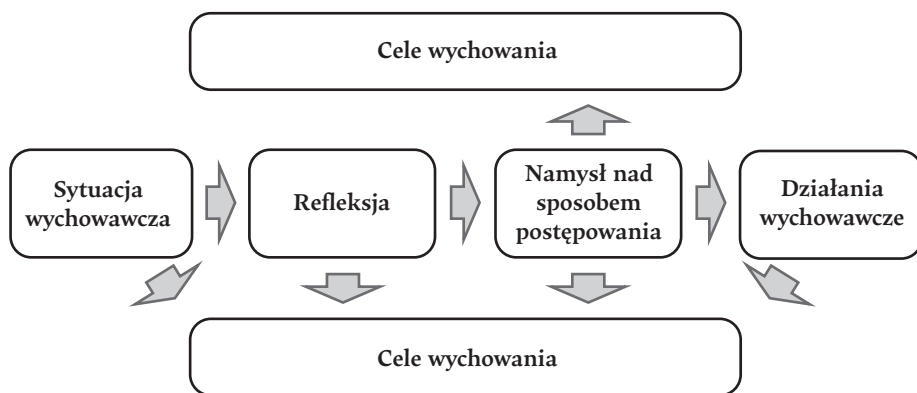 Cele wychowania
Sytuacja
wychowawcza
Refleksja
Namysł nad
sposobem
postępowania
Działania
wychowawcze
Cele wychowania